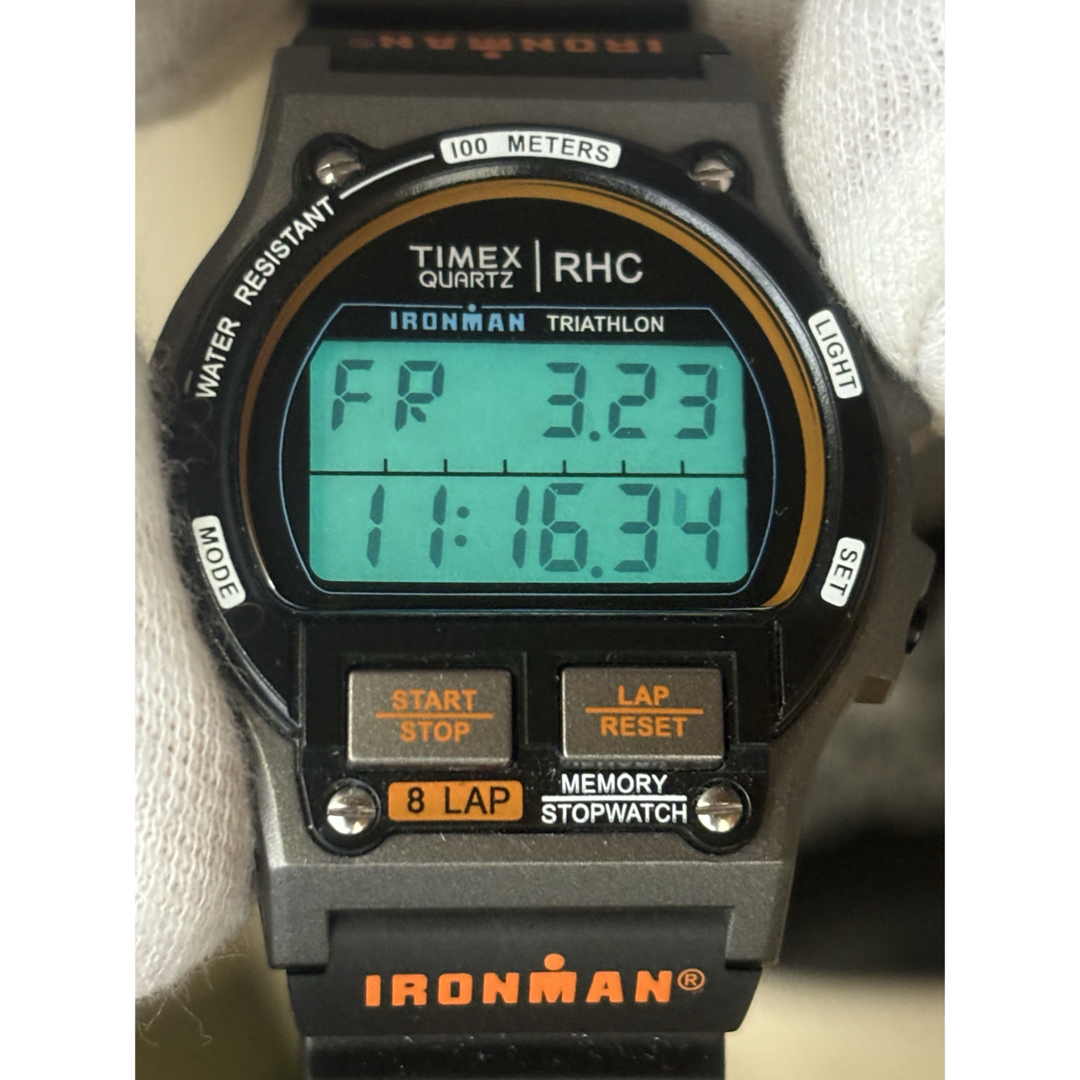 IRONMAN®
100 METERS
WATER RESISTANT
TIMEX
QUARTZ
RHC
IRONMAN TRIATHLON
LIGHT
FR 3.23
11:16.34
MODE
SET
START
STOP
LAP
RESET
8 LAP
MEMORY
STOPWATCH
IRONMAN®